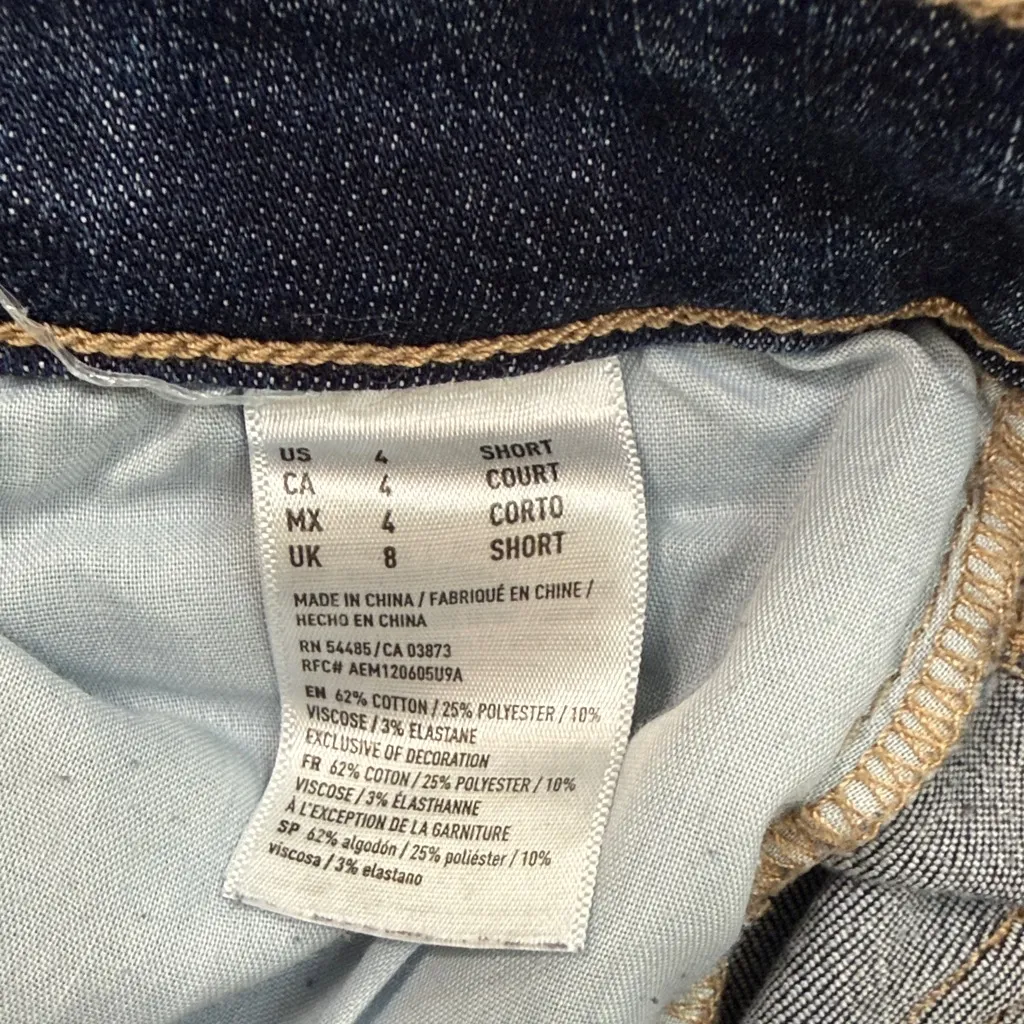 US 4 SHORT
CA 4 COURT
MX 4 CORTO
UK 8 SHORT
MADE IN CHINA / FABRIQUÉ EN CHINE /
HECHO EN CHINA
RN 54485 / CA 03873
RFC# AEM120605U9A
EN 62% COTTON / 25% POLYESTER / 10%
VISCOSE / 3% ELASTANE
EXCLUSIVE OF DECORATION
FR 62% COTON / 25% POLYESTER / 10%
VISCOSE / 3% ÉLASTHANNE
À L'EXCEPTION DE LA GARNITURE
SP 62% algodón / 25% poliéster / 10%
viscosa / 3% elastano